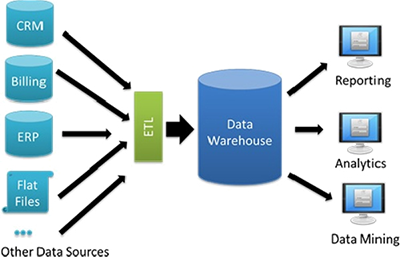 CRM
Billing
ERP
Flat
Files
Other Data Sources
ETL
Data
Warehouse
Reporting
Analytics
Data Mining